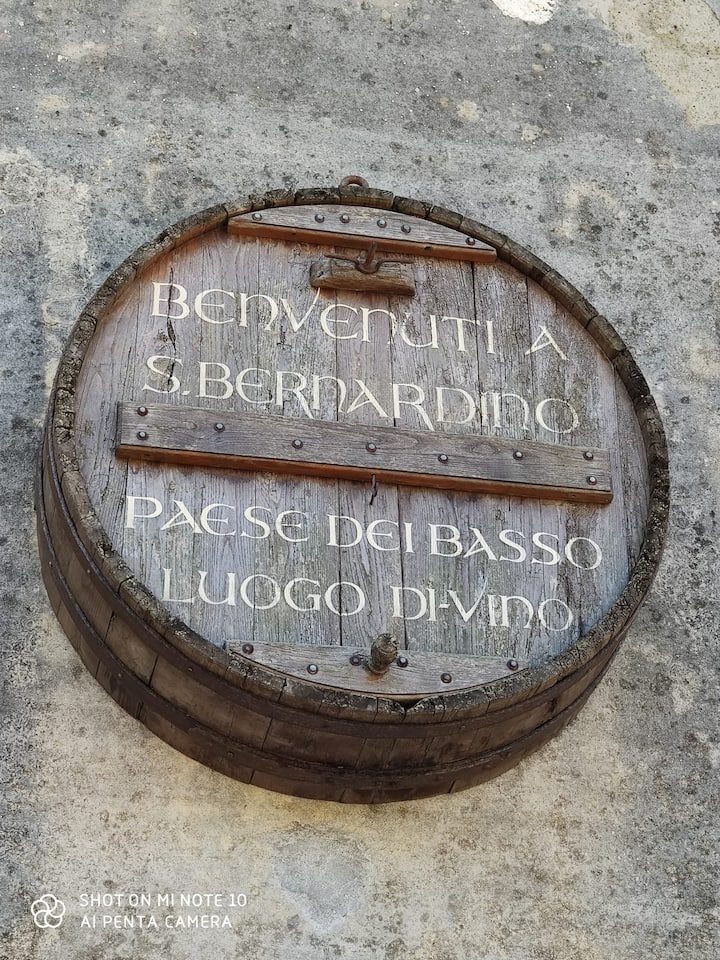 BENVENUTI A
S.BERNARDINO
PAESE DEI BASSO
LUOGO DI-VINO
SHOT ON MI NOTE 10
AI PENTA CAMERA